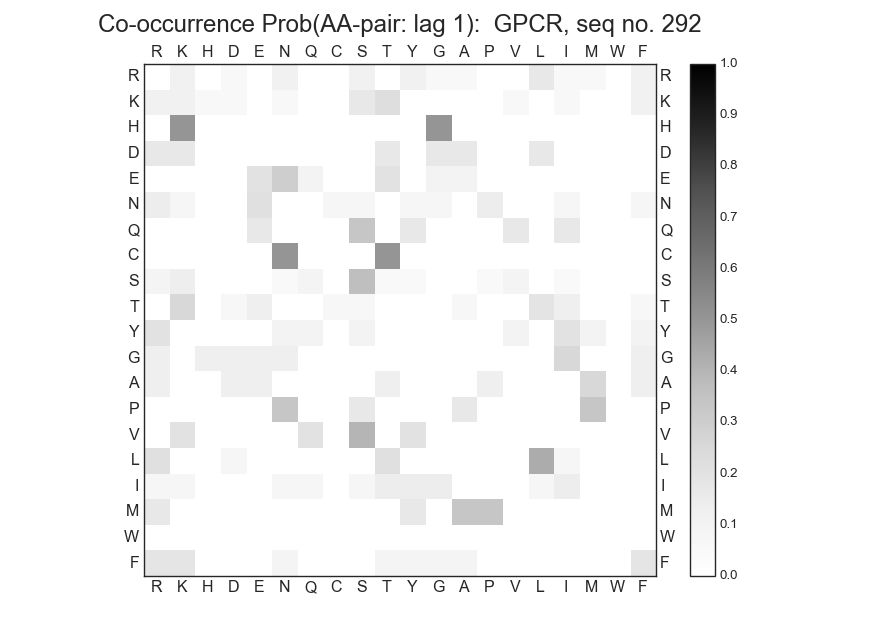 Co-occurrence Prob(AA-pair: lag 1):  GPCR, seq no. 292
R K H D E N Q C S T Y G A P V L I M W F
R R 1.0
K K
H H 0.9
D D 0.8
E E
N N 0.7
Q Q
C C 0.6
S S
T T 0.5
Y Y
G G 0.4
A A
P P 0.3
V V
L L 0.2
I I
M M 0.1
W W
F F 0.0
R K H D E N Q C S T Y G A P V L I M W F